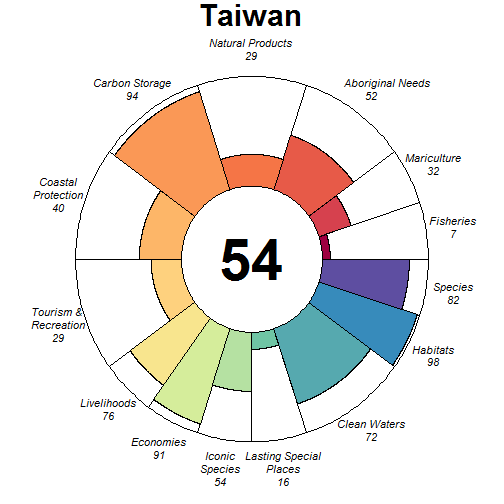 Taiwan
Natural Products
29
Carbon Storage
94
Aboriginal Needs
52
Mariculture
32
Coastal
Protection
40
Fisheries
7
54
Species
82
Tourism &
Recreation
29
Habitats
98
Livelihoods
76
Clean Waters
72
Economies
91
Iconic
Species
54
Lasting Special
Places
16